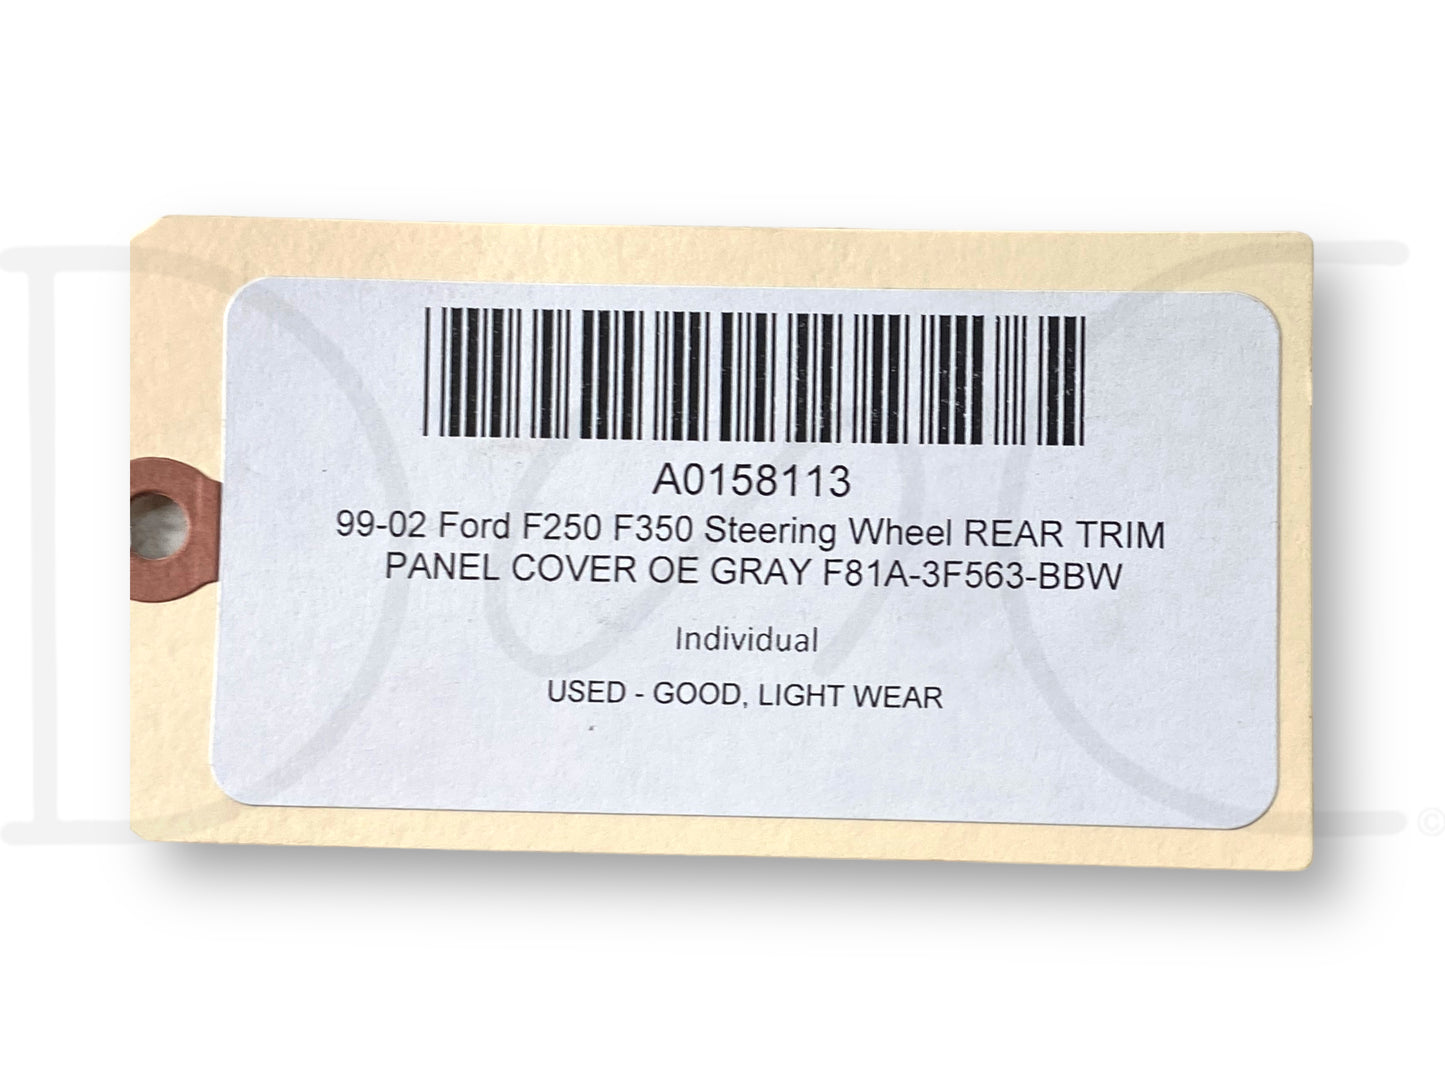 A0158113
99-02 Ford F250 F350 Steering Wheel REAR TRIM
PANEL COVER OE GRAY F81A-3F563-BBW
Individual
USED - GOOD, LIGHT WEAR
©